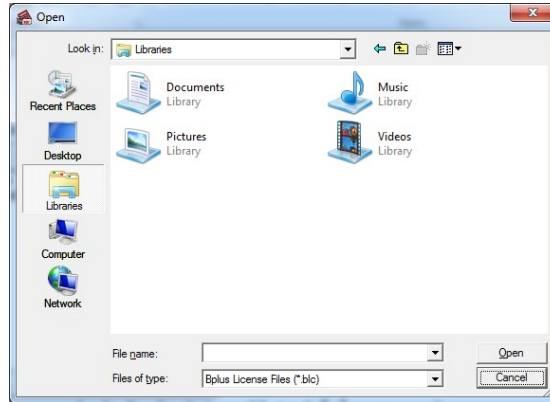 Open
Look in:
Libraries
Recent Places
Desktop
Libraries
Computer
Network
Documents
Library
Music
Library
Pictures
Library
Videos
Library
File name:
Open
Files of type:
Bplus License Files (*.blc)
Cancel